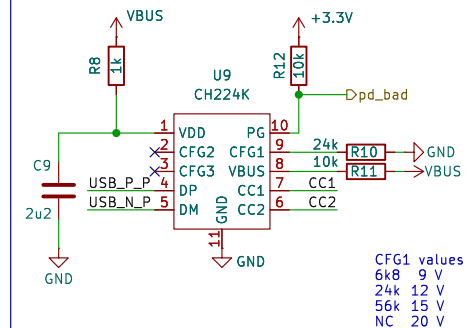 VBUS
+3.3V
R8
1k
R12
10k
U9
CH224K
pd_bad
1
VDD
PG
10
2
CFG2
CFG1
9
24k
R10
GND
3
CFG3
VBUS
8
10k
R11
VBUS
C9
2u2
USB_P_P
4
DP
CC1
7
CC1
USB_N_P
5
DM
CC2
6
CC2
GND
11
GND
GND
CFG1 values
6k8 9 V
24k 12 V
56k 15 V
NC 20 V